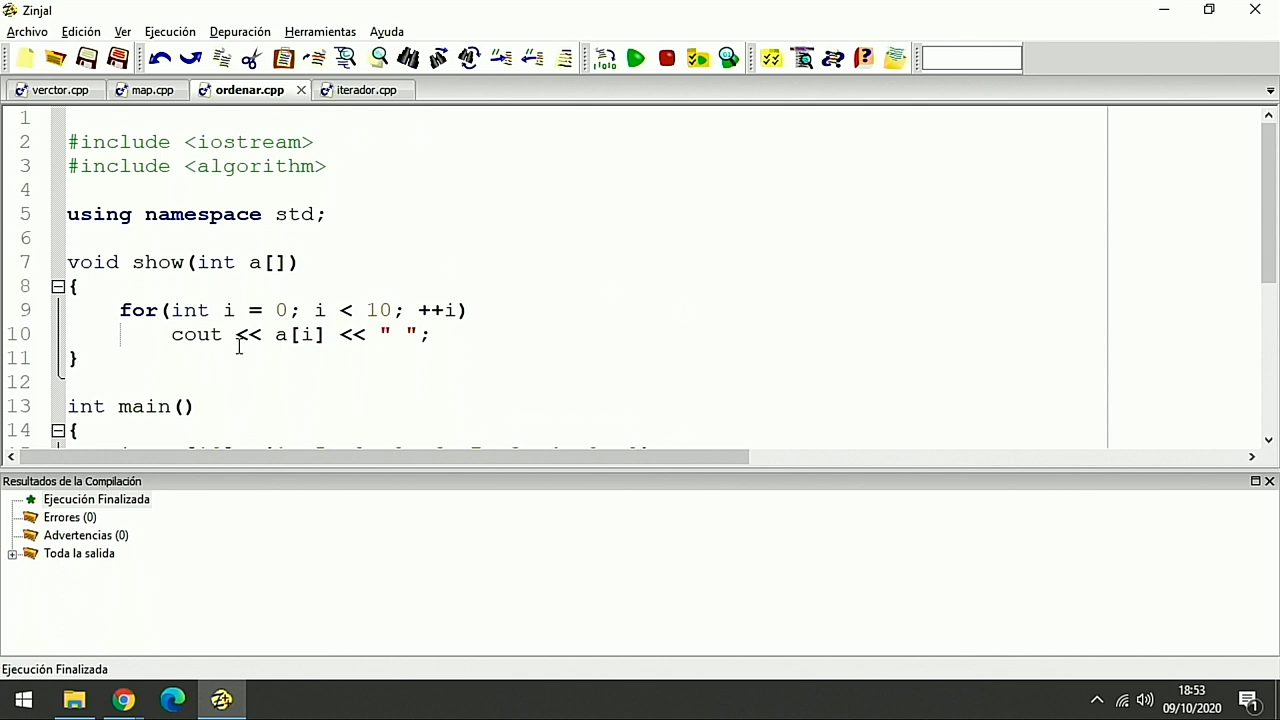 Zinjal
Archivo Edición Ver Ejecución Depuración Herramientas Ayuda
verctor.cpp map.cpp ordenar.cpp iterador.cpp
1
2 #include <iostream>
3 #include <algorithm>
4
5 using namespace std;
6
7 void show(int a[])
8 {
9 for(int i = 0; i < 10; ++i)
10 cout << a[i] << " ";
11 }
12
13 int main()
14 {
Resultados de la Compilación
Ejecución Finalizada
Errores (0)
Advertencias (0)
Toda la salida
Ejecución Finalizada
18:53
09/10/2020
1